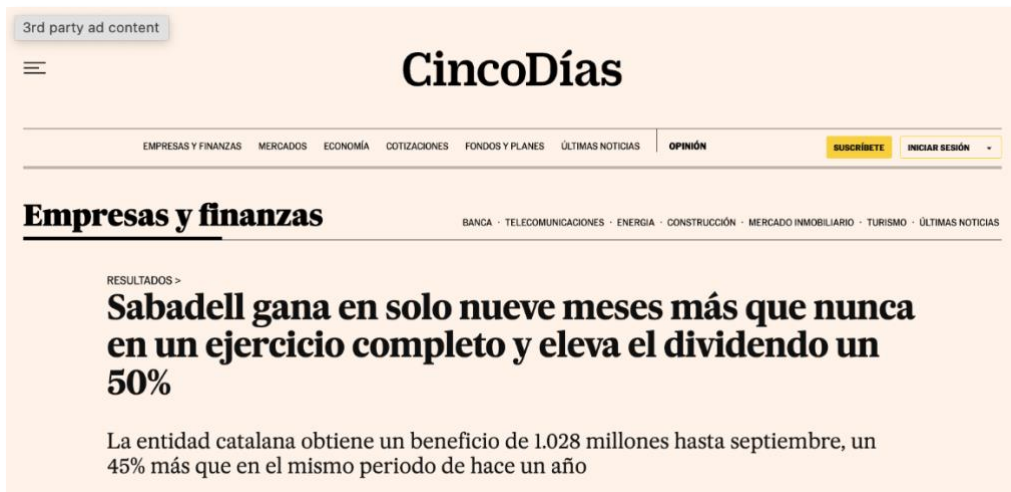 3rd party ad content
CincoDías
EMPRESAS Y FINANZAS MERCADOS ECONOMÍA COTIZACIONES FONDOS Y PLANES ÚLTIMAS NOTICIAS OPINIÓN SUSCRÍBETE INICIAR SESIÓN
Empresas y finanzas
BANCA · TELECOMUNICACIONES · ENERGIA · CONSTRUCCIÓN · MERCADO INMOBILIARIO · TURISMO · ÚLTIMAS NOTICIAS
RESULTADOS >
Sabadell gana en solo nueve meses más que nunca
en un ejercicio completo y eleva el dividendo un
50%
La entidad catalana obtiene un beneficio de 1.028 millones hasta septiembre, un
45% más que en el mismo periodo de hace un año